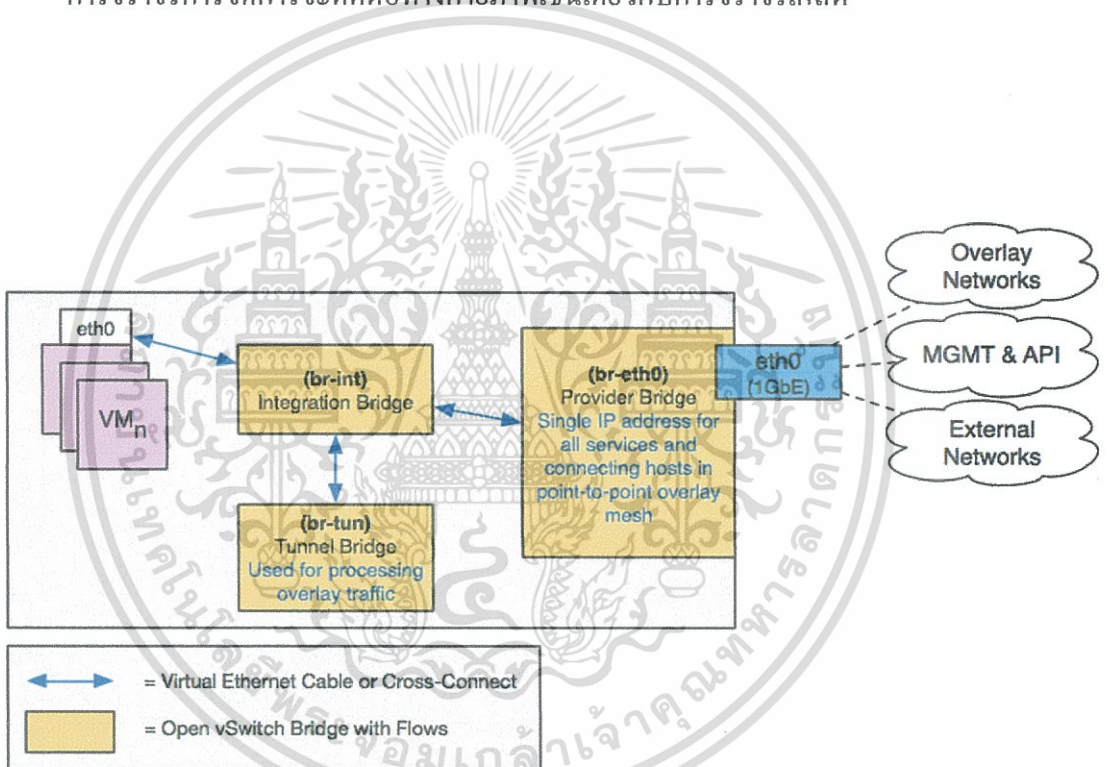 eth0
VM n
(br-int)
Integration Bridge
(br-tun)
Tunnel Bridge
Used for processing
overlay traffic
(br-eth0)
Provider Bridge
Single IP address for
all services and
connecting hosts in
point-to-point overlay
mesh
eth0
(1GbE)
Overlay
Networks
MGMT & API
External
Networks
= Virtual Ethernet Cable or Cross-Connect
= Open vSwitch Bridge with Flows